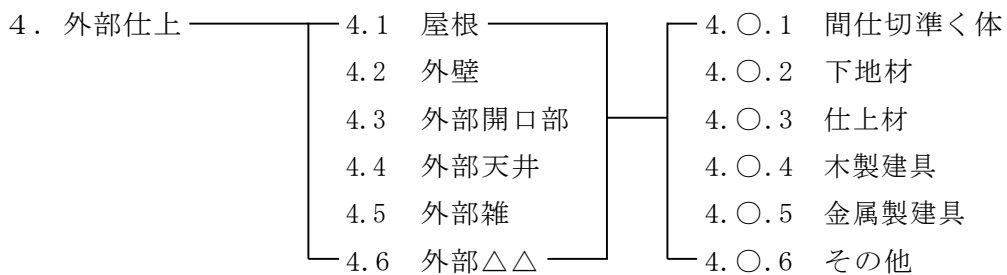 4．外部仕上 4.1 屋根 4.○.1 間仕切準く体
4.2 外壁 4.○.2 下地材
4.3 外部開口部 4.○.3 仕上材
4.4 外部天井 4.○.4 木製建具
4.5 外部雑 4.○.5 金属製建具
4.6 外部△△ 4.○.6 その他